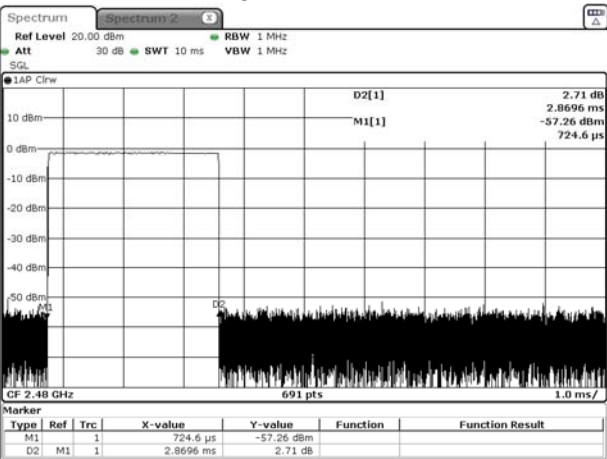 Spectrum Spectrum 2 X
Ref Level 20.00 dBm RBW 1 MHz
Att 30 dB SWT 10 ms VBW 1 MHz
SGL
1AP Clrw
D2[1] 2.71 dB
2.8696 ms
M1[1] -57.26 dBm
724.6 µs
10 dBm
0 dBm
-10 dBm
-20 dBm
-30 dBm
-40 dBm
-50 dBm
M1 D2
CF 2.48 GHz 691 pts 1.0 ms/
Marker
Type Ref Trc X-value Y-value Function Function Result
M1 1 724.6 µs -57.26 dBm
D2 M1 1 2.8696 ms 2.71 dB